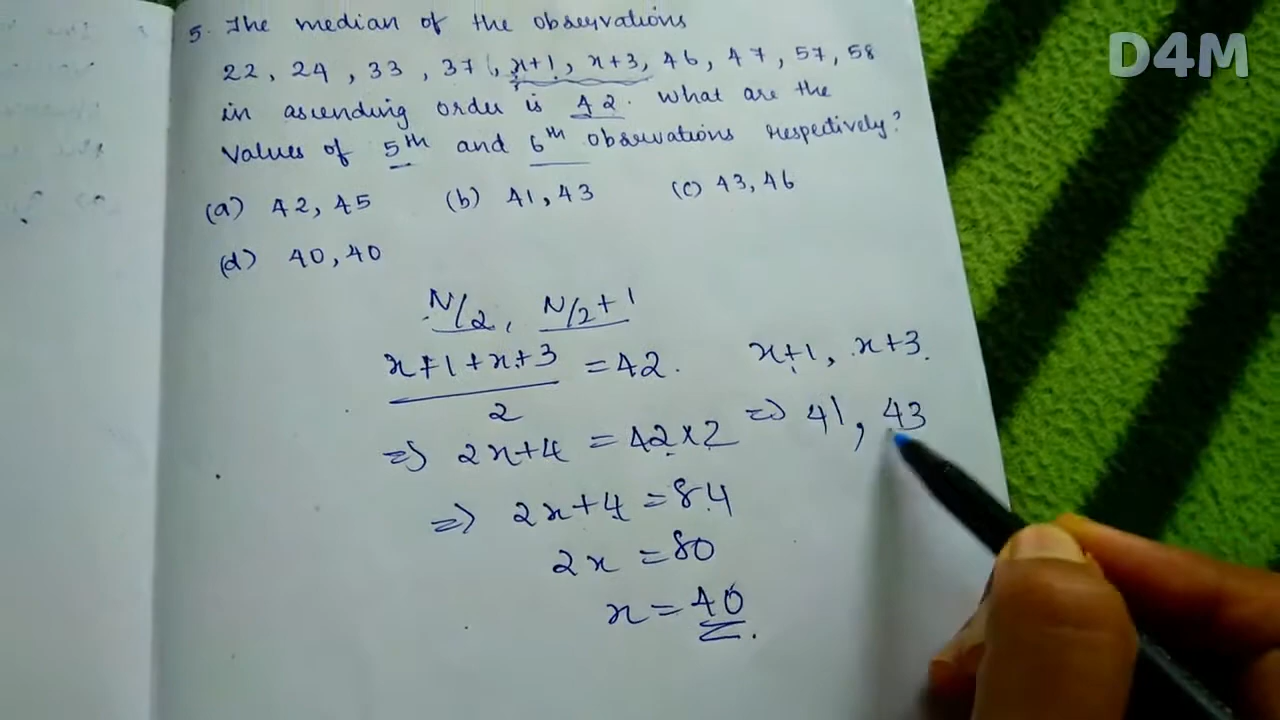 D4M
5. The median of the observations
22, 24, 33, 37, x+1, x+3, 46, 47, 57, 58
in ascending order is 42. What are the
values of 5th and 6th observations respectively?
(a) 42, 45 (b) 41, 43 (c) 43, 46
(d) 40, 40
N/2, N/2+1
x+1+x+3 = 42. x+1, x+3.
2
=> 2x+4 = 42×2 => 41, 43
=> 2x+4 = 84
2x = 80
x = 40.